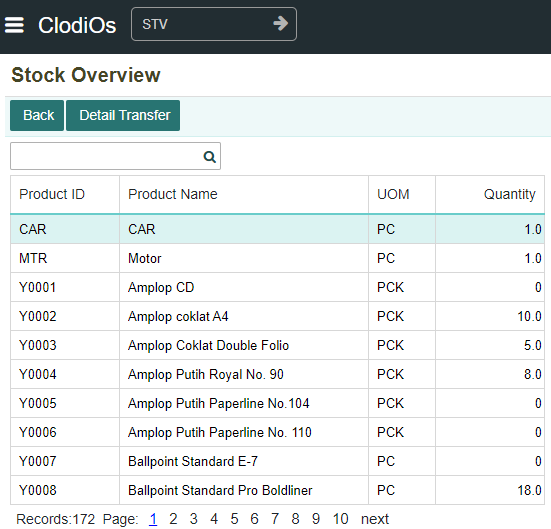 ClodiOs STV
Stock Overview
Back Detail Transfer
Product ID Product Name UOM Quantity
CAR CAR PC 1.0
MTR Motor PC 1.0
Y0001 Amplop CD PCK 0
Y0002 Amplop coklat A4 PCK 10.0
Y0003 Amplop Coklat Double Folio PCK 5.0
Y0004 Amplop Putih Royal No. 90 PCK 8.0
Y0005 Amplop Putih Paperline No.104 PCK 0
Y0006 Amplop Putih Paperline No. 110 PCK 0
Y0007 Ballpoint Standard E-7 PC 0
Y0008 Ballpoint Standard Pro Boldliner PC 18.0
Records:172 Page: 1 2 3 4 5 6 7 8 9 10 next